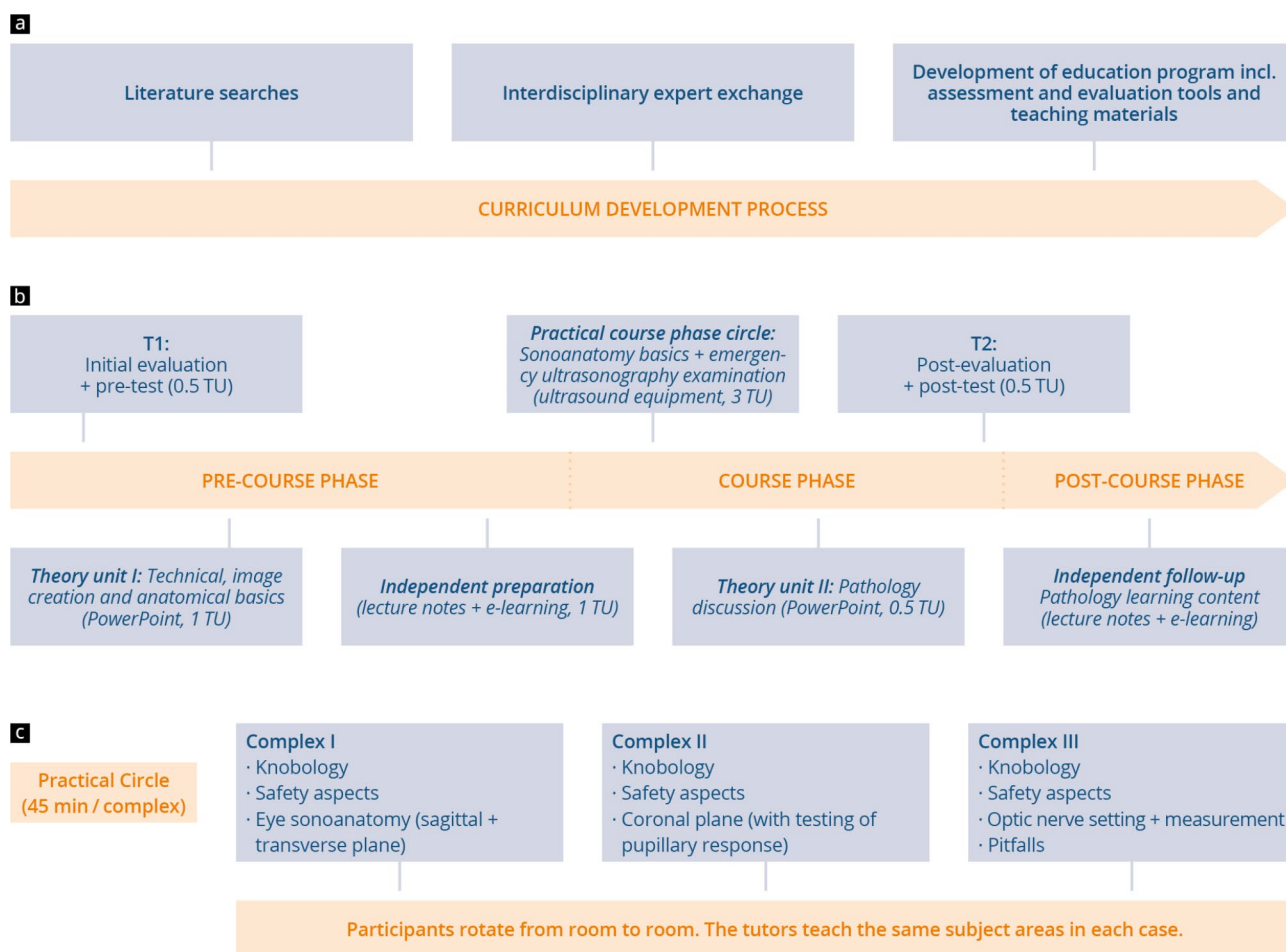 a
Literature searches
Interdisciplinary expert exchange
Development of education program incl.
assessment and evaluation tools and
teaching materials
CURRICULUM DEVELOPMENT PROCESS
b
T1:
Initial evaluation
+ pre-test (0.5 TU)
Practical course phase circle:
Sonoanatomy basics + emergen-
cy ultrasonography examination
(ultrasound equipment, 3 TU)
T2:
Post-evaluation
+ post-test (0.5 TU)
PRE-COURSE PHASE
COURSE PHASE
POST-COURSE PHASE
Theory unit I: Technical, image
creation and anatomical basics
(PowerPoint, 1 TU)
Independent preparation
(lecture notes + e-learning, 1 TU)
Theory unit II: Pathology
discussion (PowerPoint, 0.5 TU)
Independent follow-up
Pathology learning content
(lecture notes + e-learning)
c
Practical Circle
(45 min / complex)
Complex I
· Knobology
· Safety aspects
· Eye sonoanatomy (sagittal +
transverse plane)
Complex II
· Knobology
· Safety aspects
· Coronal plane (with testing of
pupillary response)
Complex III
· Knobology
· Safety aspects
· Optic nerve setting + measurement
· Pitfalls
Participants rotate from room to room. The tutors teach the same subject areas in each case.